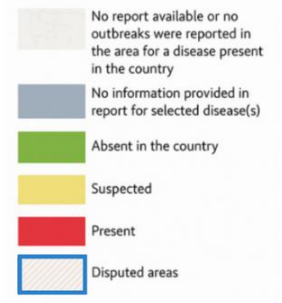 No report available or no
outbreaks were reported in
the area for a disease present
in the country
No information provided in
report for selected disease(s)
Absent in the country
Suspected
Present
Disputed areas